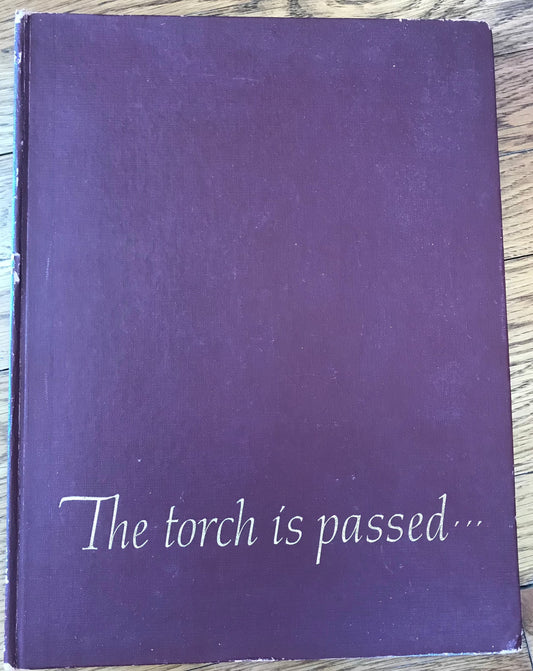 The torch is passed...